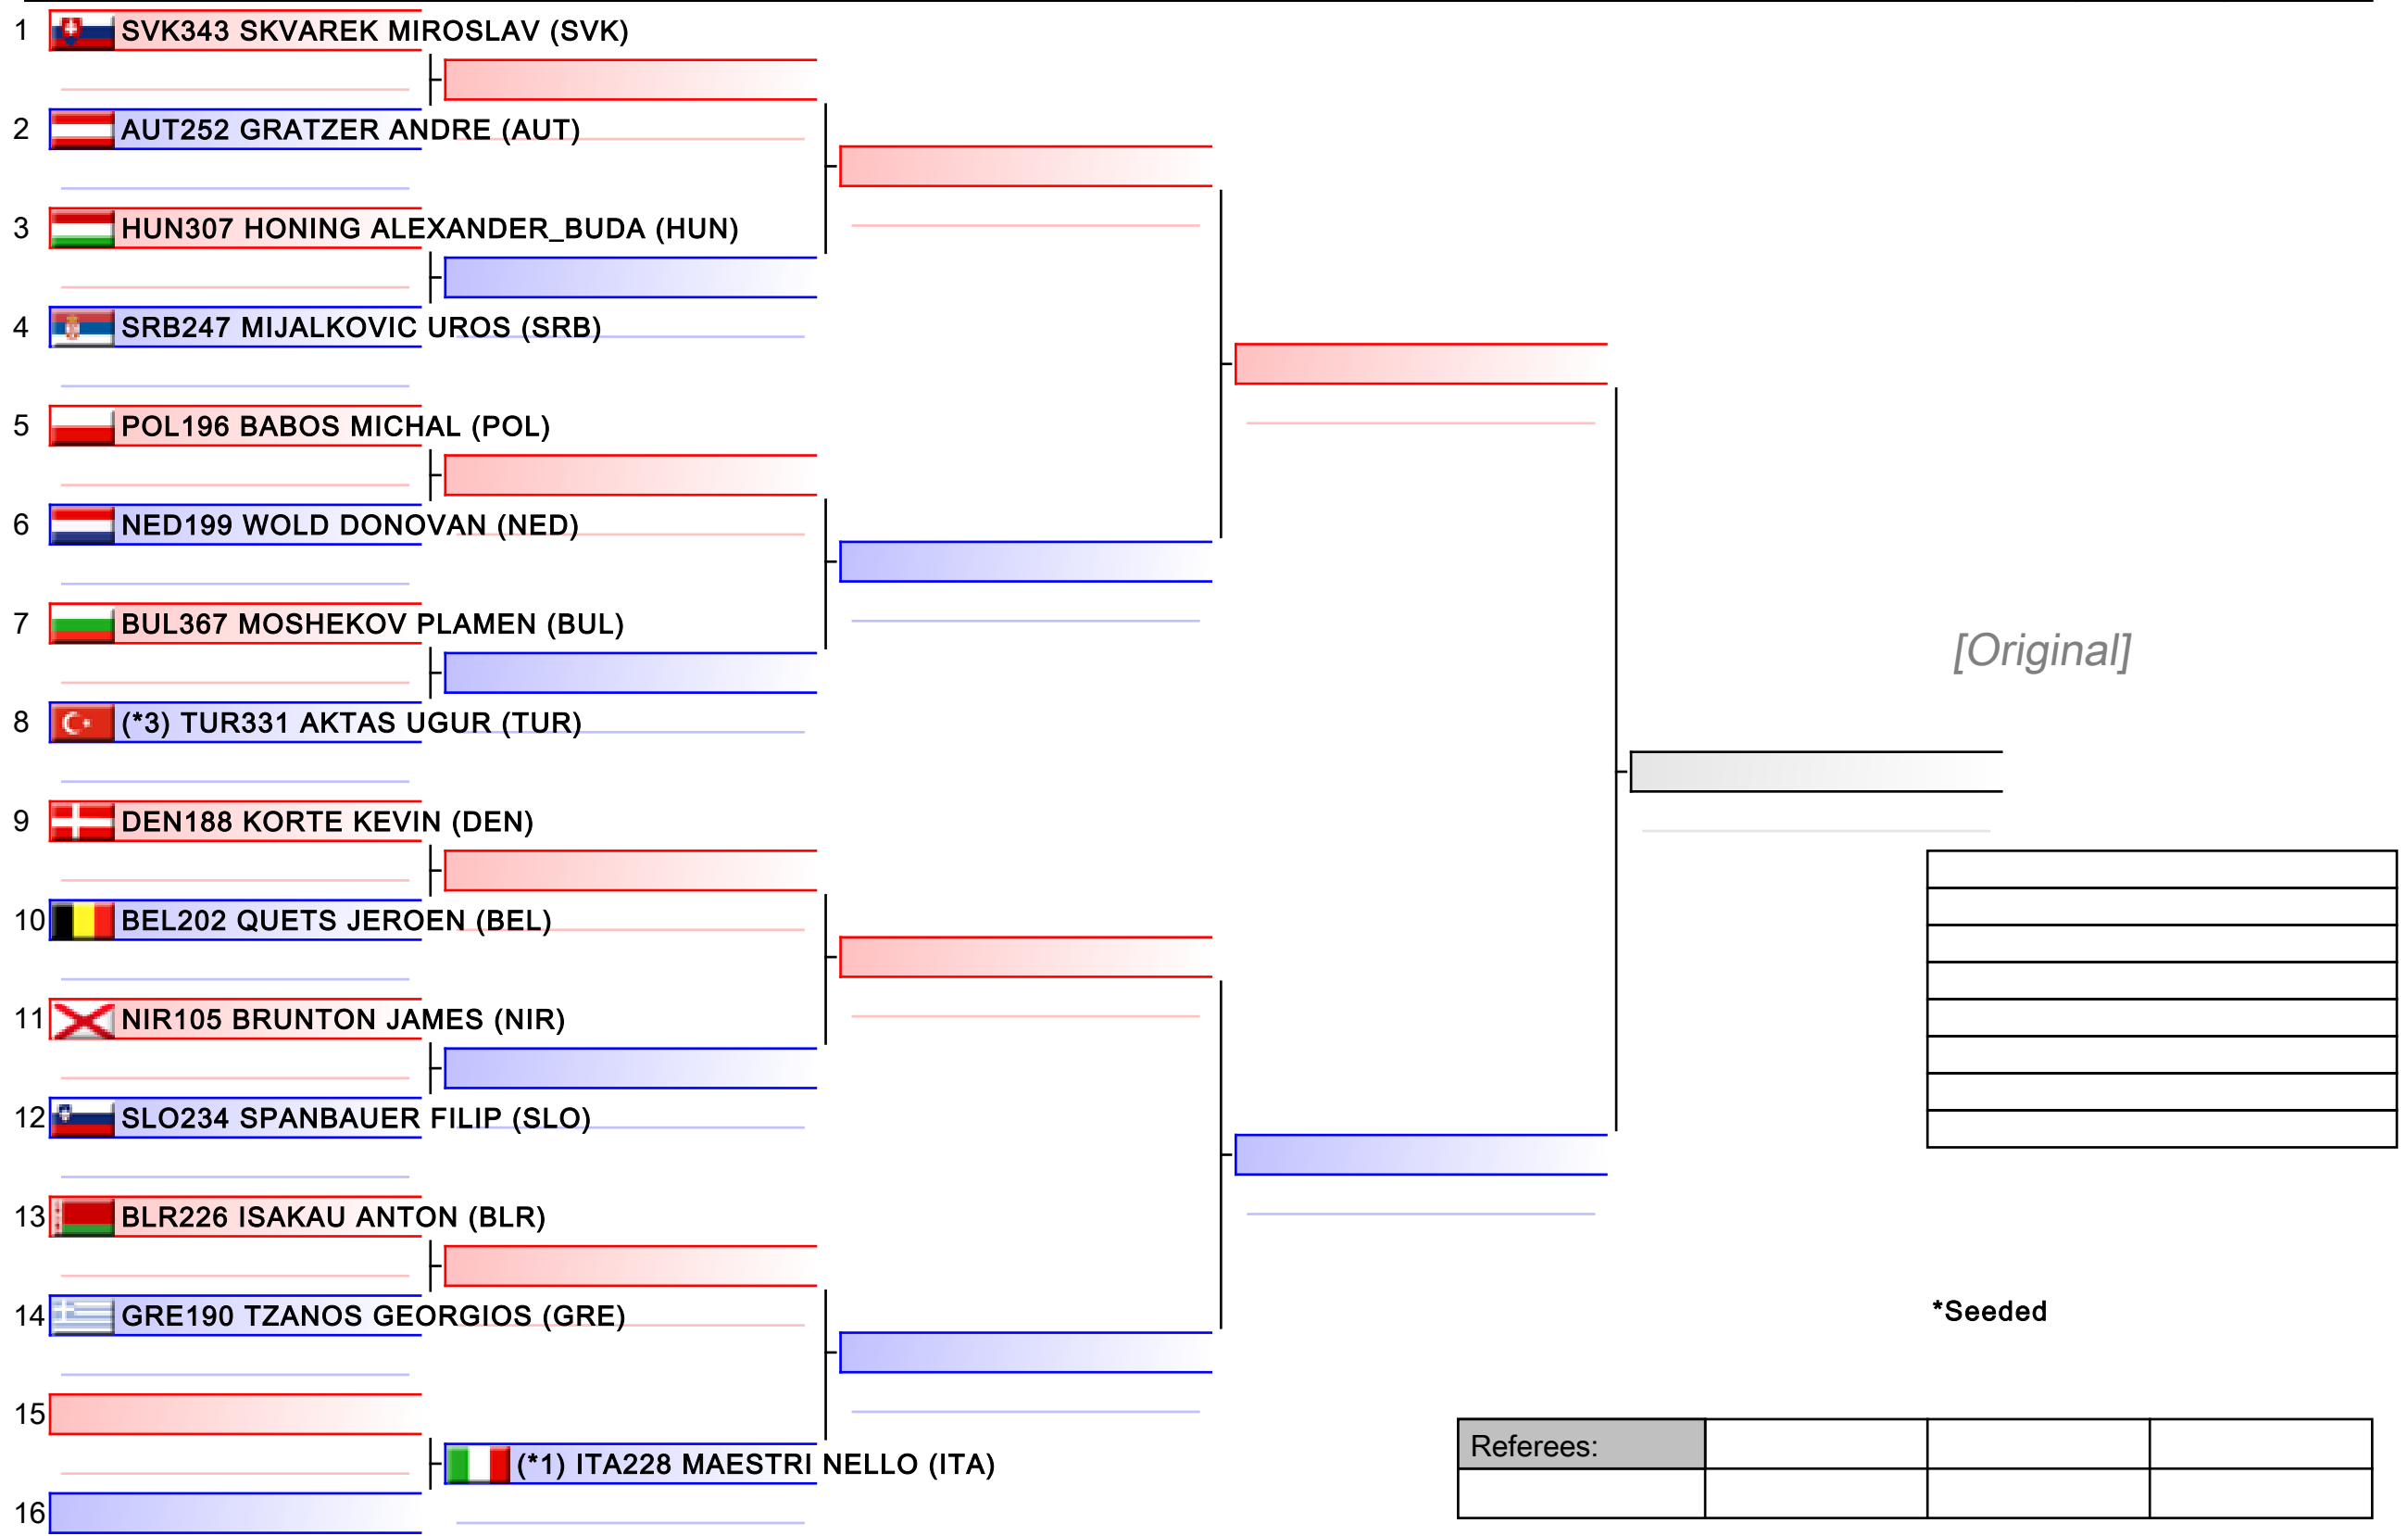 1 SVK343 SKVAREK MIROSLAV (SVK)
2 AUT252 GRATZER ANDRE (AUT)
3 HUN307 HONING ALEXANDER_BUDA (HUN)
4 SRB247 MIJALKOVIC UROS (SRB)
5 POL196 BABOS MICHAL (POL)
6 NED199 WOLD DONOVAN (NED)
7 BUL367 MOSHEKOV PLAMEN (BUL)
[Original]
8 (*3) TUR331 AKTAS UGUR (TUR)
9 DEN188 KORTE KEVIN (DEN)
10 BEL202 QUETS JEROEN (BEL)
11 NIR105 BRUNTON JAMES (NIR)
12 SLO234 SPANBAUER FILIP (SLO)
13 BLR226 ISAKAU ANTON (BLR)
14 GRE190 TZANOS GEORGIOS (GRE)
*Seeded
15
Referees:
(*1) ITA228 MAESTRI NELLO (ITA)
16